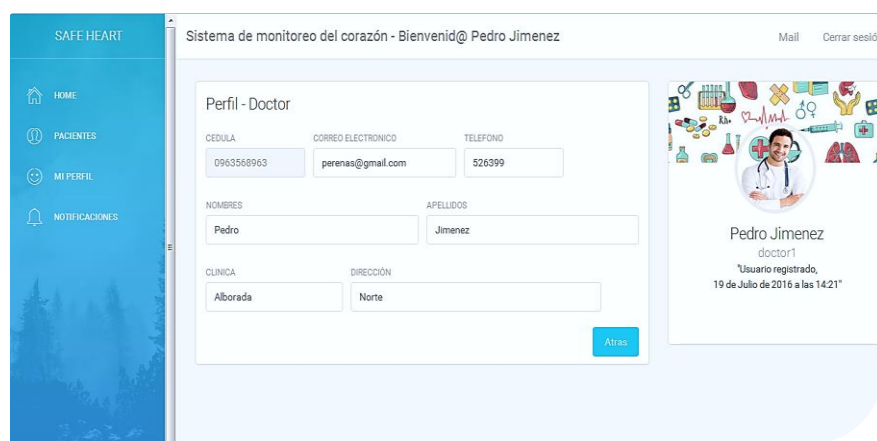 SAFE HEART
Sistema de monitoreo del corazón - Bienvenid@ Pedro Jimenez
Mail
Cerrar sesió
HOME
PACIENTES
MI PERFIL
NOTIFICACIONES
Perfil - Doctor
CEDULA
CORREO ELECTRONICO
TELEFONO
0963568963
perenas@gmail.com
526399
NOMBRES
APELLIDOS
Pedro
Jimenez
CLINICA
DIRECCIÓN
Alborada
Norte
Atras
Pedro Jimenez
doctor1
"Usuario registrado,
19 de Julio de 2016 a las 14:21"